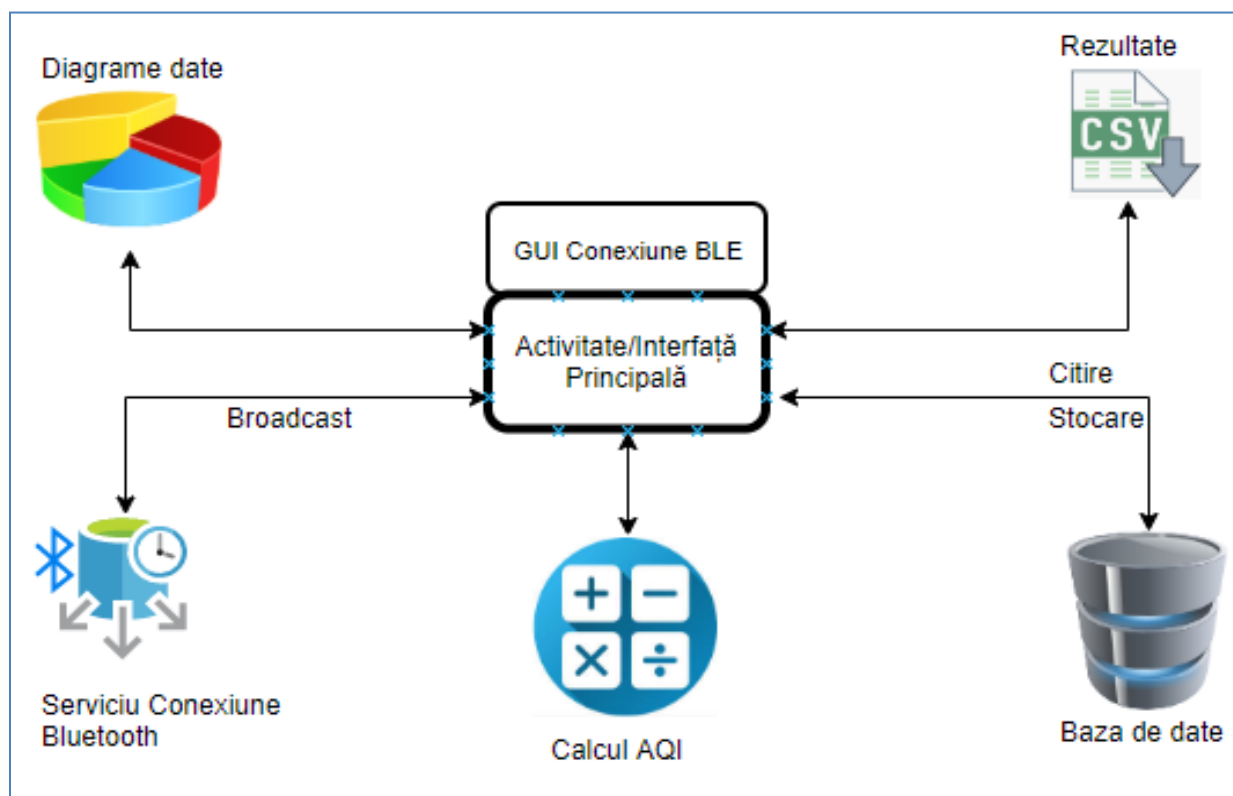 Diagrame date
Rezultate
CSV
GUI Conexiune BLE
Activitate/Interfață
Principală
Broadcast
Citire
Stocare
Serviciu Conexiune
Bluetooth
Calcul AQI
Baza de date